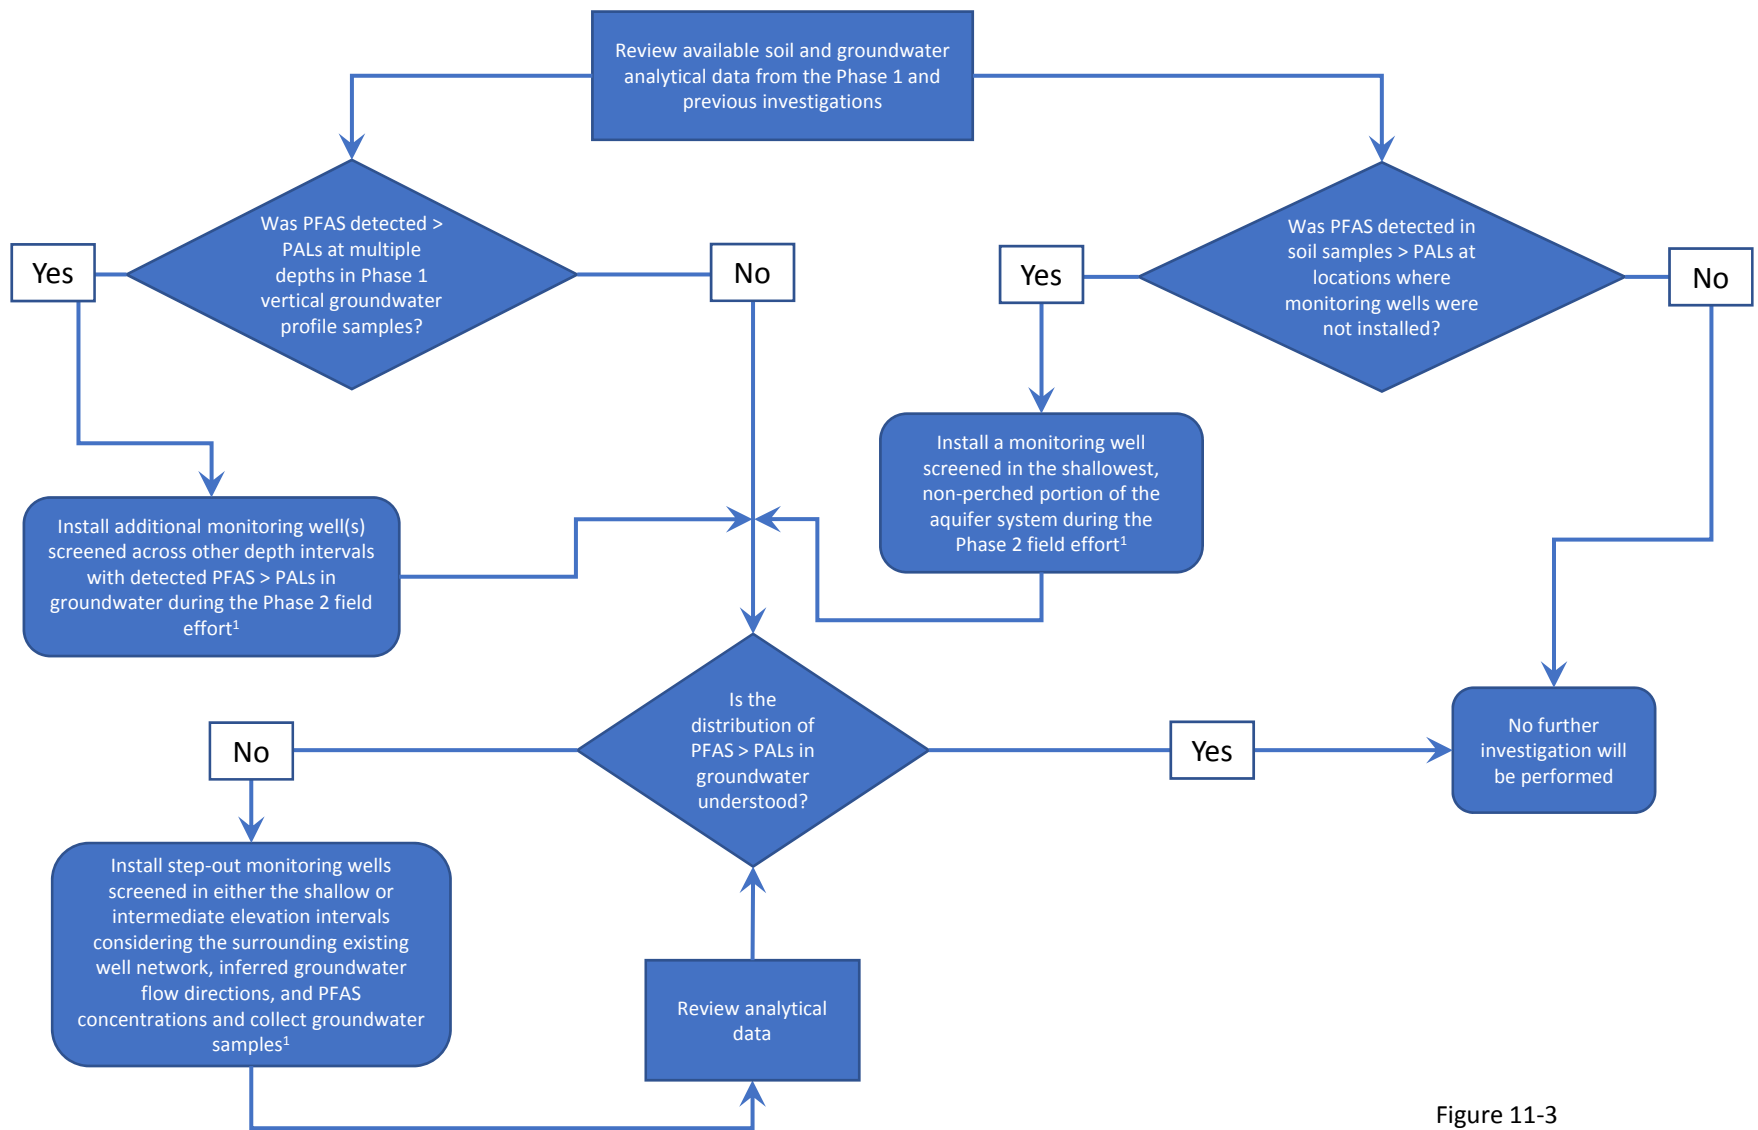 Review available soil and groundwater
analytical data from the Phase 1 and
previous investigations
Was PFAS detected >
PALs at multiple
depths in Phase 1
vertical groundwater
profile samples?
Yes
No
Was PFAS detected in
soil samples > PALs at
locations where
monitoring wells were
not installed?
Yes
No
Install additional monitoring well(s)
screened across other depth intervals
with detected PFAS > PALs in
groundwater during the Phase 2 field
effort¹
Install a monitoring well
screened in the shallowest,
non-perched portion of the
aquifer system during the
Phase 2 field effort¹
Is the
distribution of
PFAS > PALs in
groundwater
understood?
No
Yes
No further
investigation will
be performed
Install step-out monitoring wells
screened in either the shallow or
intermediate elevation intervals
considering the surrounding existing
well network, inferred groundwater
flow directions, and PFAS
concentrations and collect groundwater
samples¹
Review analytical
data
Figure 11-3